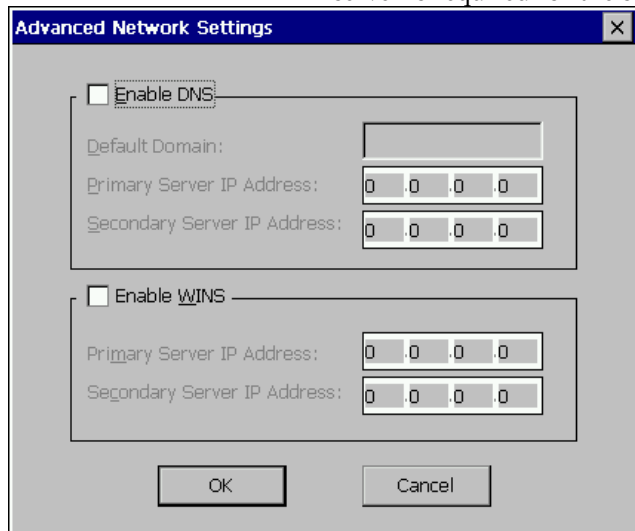 Advanced Network Settings
Enable DNS
Default Domain:
Primary Server IP Address: 0 .0 .0 .0
Secondary Server IP Address: 0 .0 .0 .0
Enable WINS
Primary Server IP Address: 0 .0 .0 .0
Secondary Server IP Address: 0 .0 .0 .0
OK Cancel